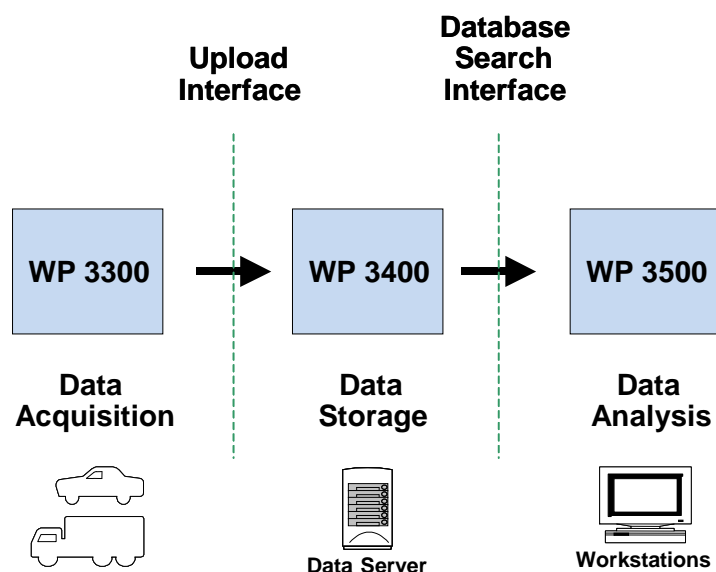 Upload
Interface
Database
Search
Interface
WP 3300
WP 3400
WP 3500
Data
Acquisition
Data
Storage
Data
Analysis
Data Server
Workstations